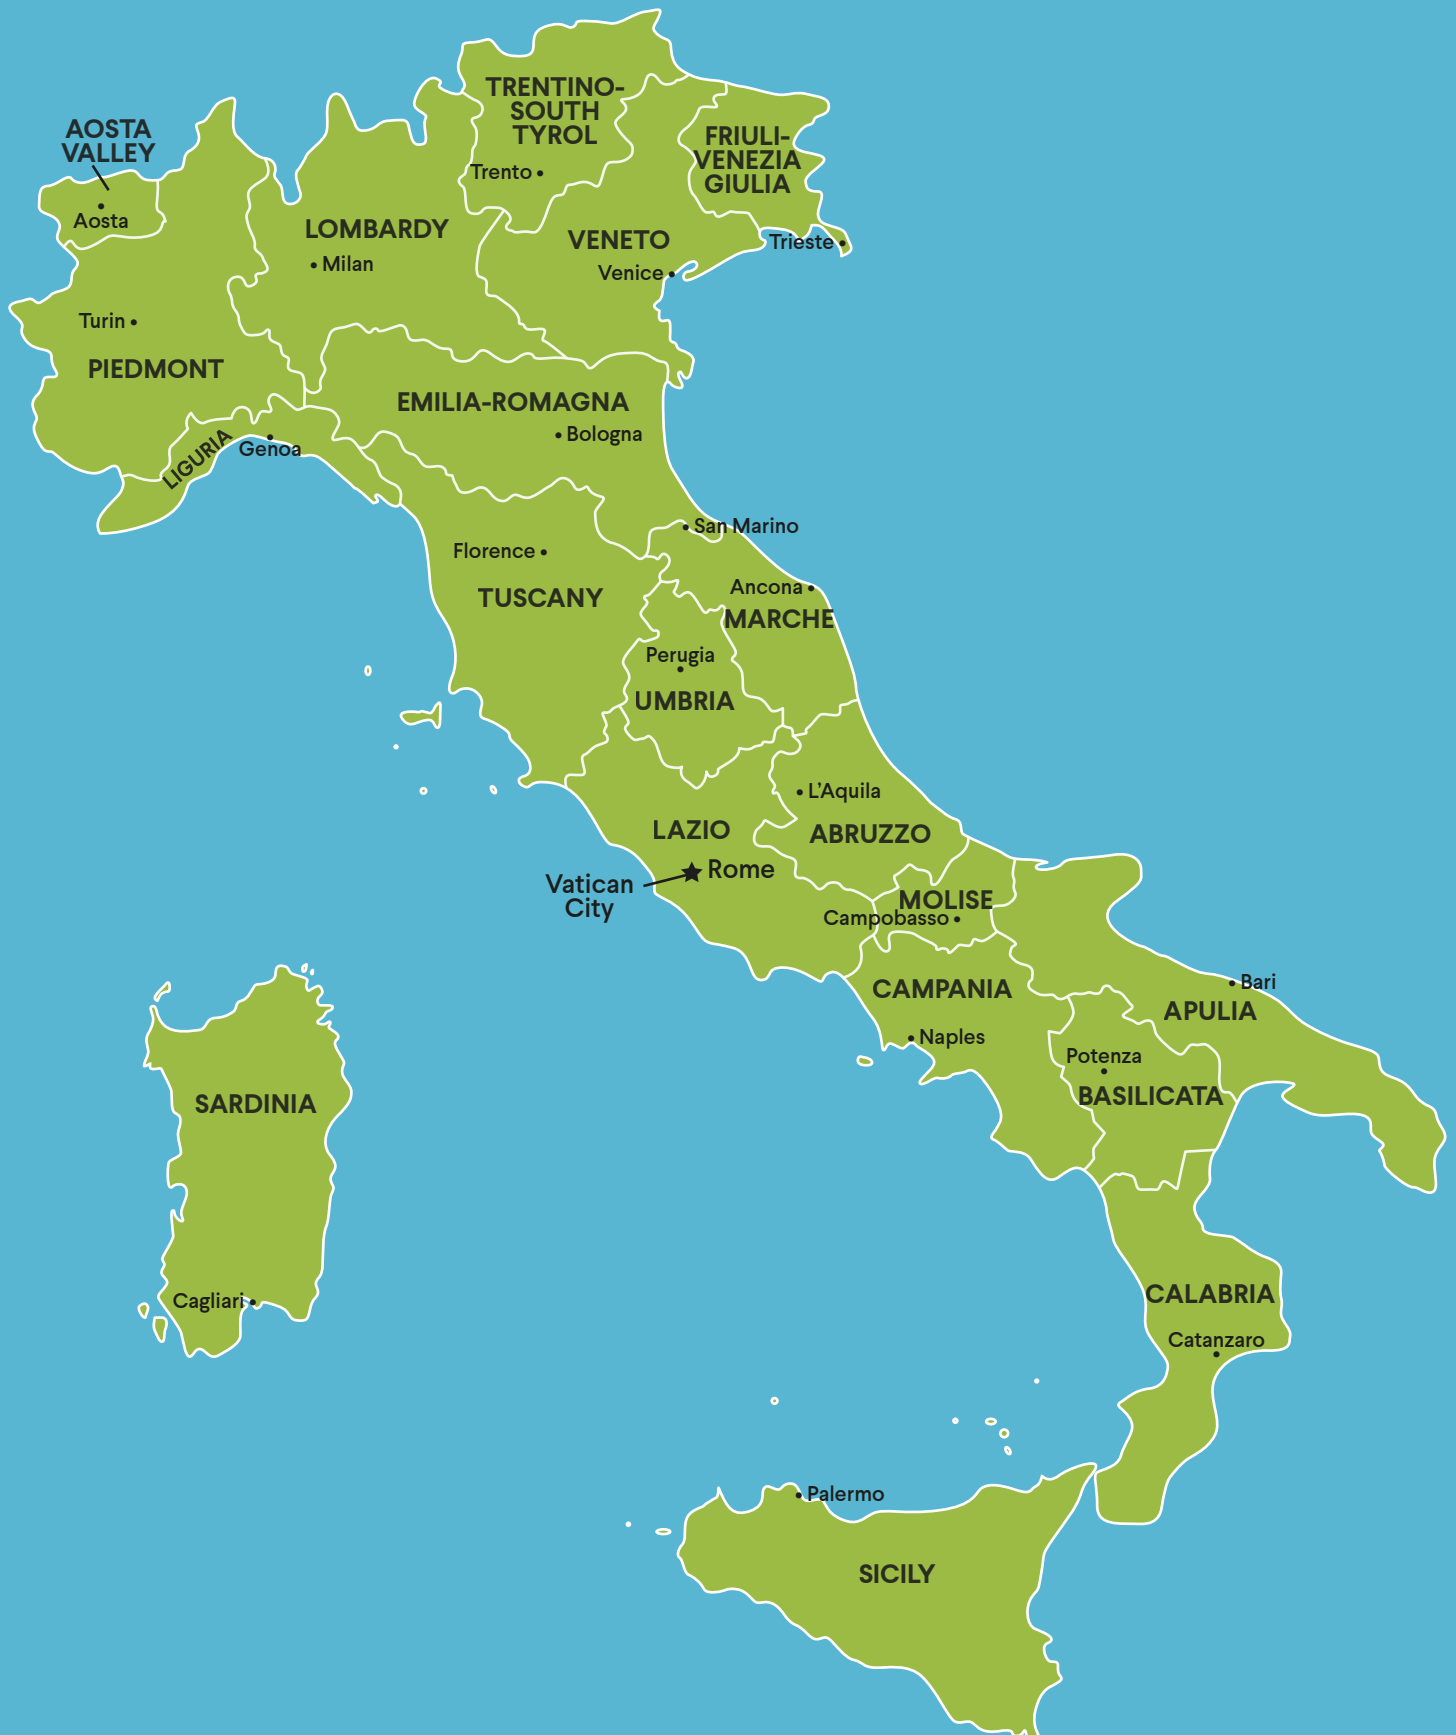 TRENTINO-
SOUTH
TYROL
Trento
AOSTA
VALLEY
Aosta
FRIULI-
VENEZIA
GIULIA
Trieste
LOMBARDY
Milan
VENETO
Venice
Turin
PIEDMONT
EMILIA-ROMAGNA
Bologna
LIGURIA
Genoa
San Marino
Florence
TUSCANY
Ancona
MARCHE
Perugia
UMBRIA
L’Aquila
ABRUZZO
LAZIO
Rome
Vatican
City
MOLISE
Campobasso
CAMPANIA
Naples
Bari
APULIA
Potenza
BASILICATA
SARDINIA
Cagliari
CALABRIA
Catanzaro
Palermo
SICILY